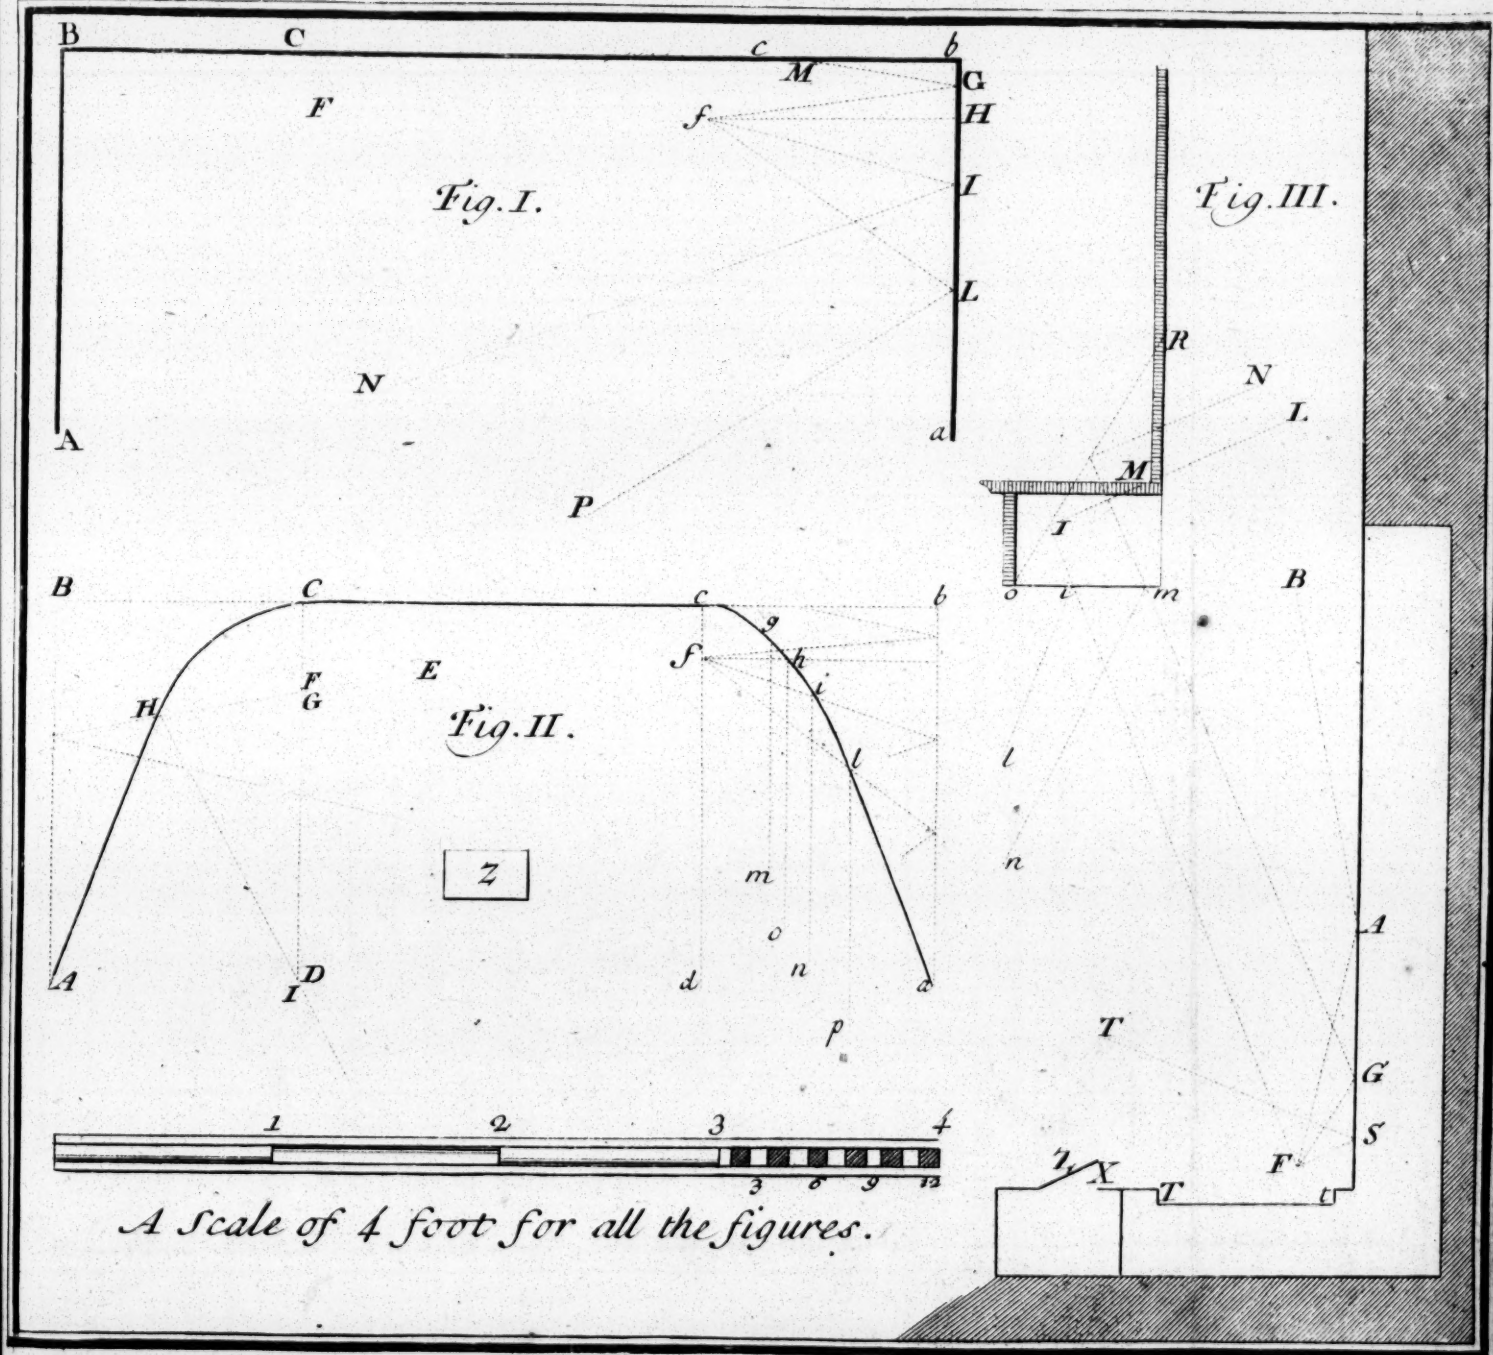 B C c b
M
G
F f H
I
Fig. I.
Fig. III.
L
R
N N
L
A a
M
P
I
B C c b o i m B
g
f h
E
F
G i
H
Fig. II.
l l
Z m n
o A
A D d n a
I
T
p
G
1 2 3 4
S
Z X F
3 6 9 12 T t
A Scale of 4 foot for all the figures.